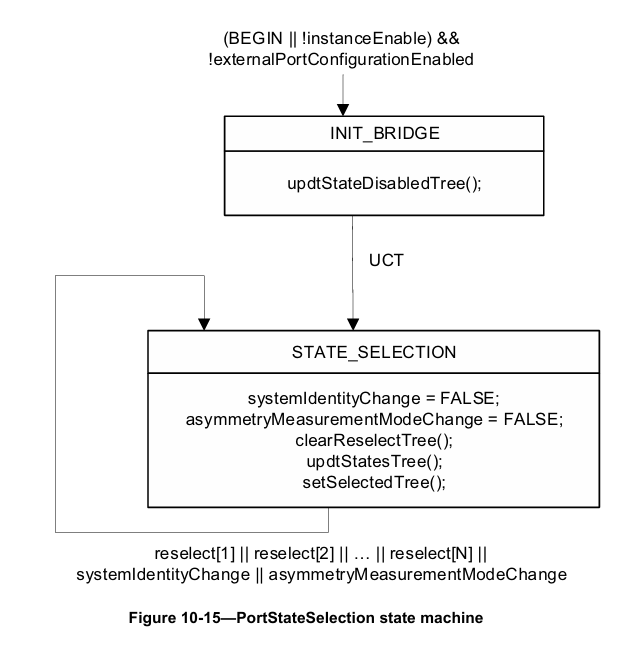 (BEGIN || !instanceEnable) &&
!externalPortConfigurationEnabled
INIT_BRIDGE
updtStateDisabledTree();
UCT
STATE_SELECTION
systemIdentityChange = FALSE;
asymmetryMeasurementModeChange = FALSE;
clearReselectTree();
updtStatesTree();
setSelectedTree();
reselect[1] || reselect[2] || … || reselect[N] ||
systemIdentityChange || asymmetryMeasurementModeChange
Figure 10-15—PortStateSelection state machine